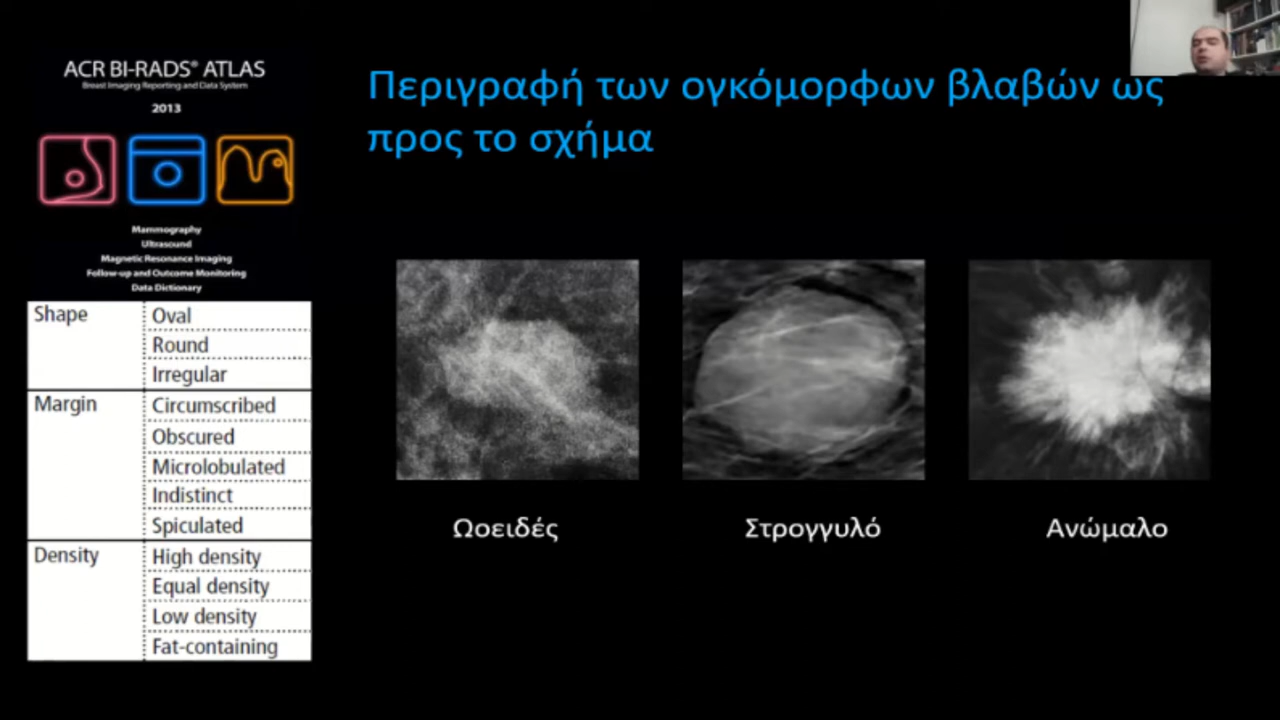 ACR BI-RADS® ATLAS
Breast Imaging Reporting and Data System
2013
Mammography
Ultrasound
Magnetic Resonance Imaging
Follow-up and Outcome Monitoring
Data Dictionary
Shape
Oval
Round
Irregular
Margin
Circumscribed
Obscured
Microlobulated
Indistinct
Spiculated
Density
High density
Equal density
Low density
Fat-containing
Περιγραφή των ογκόμορφων βλαβών ως
προς το σχήμα
Ωοειδές
Στρογγυλό
Ανώμαλο